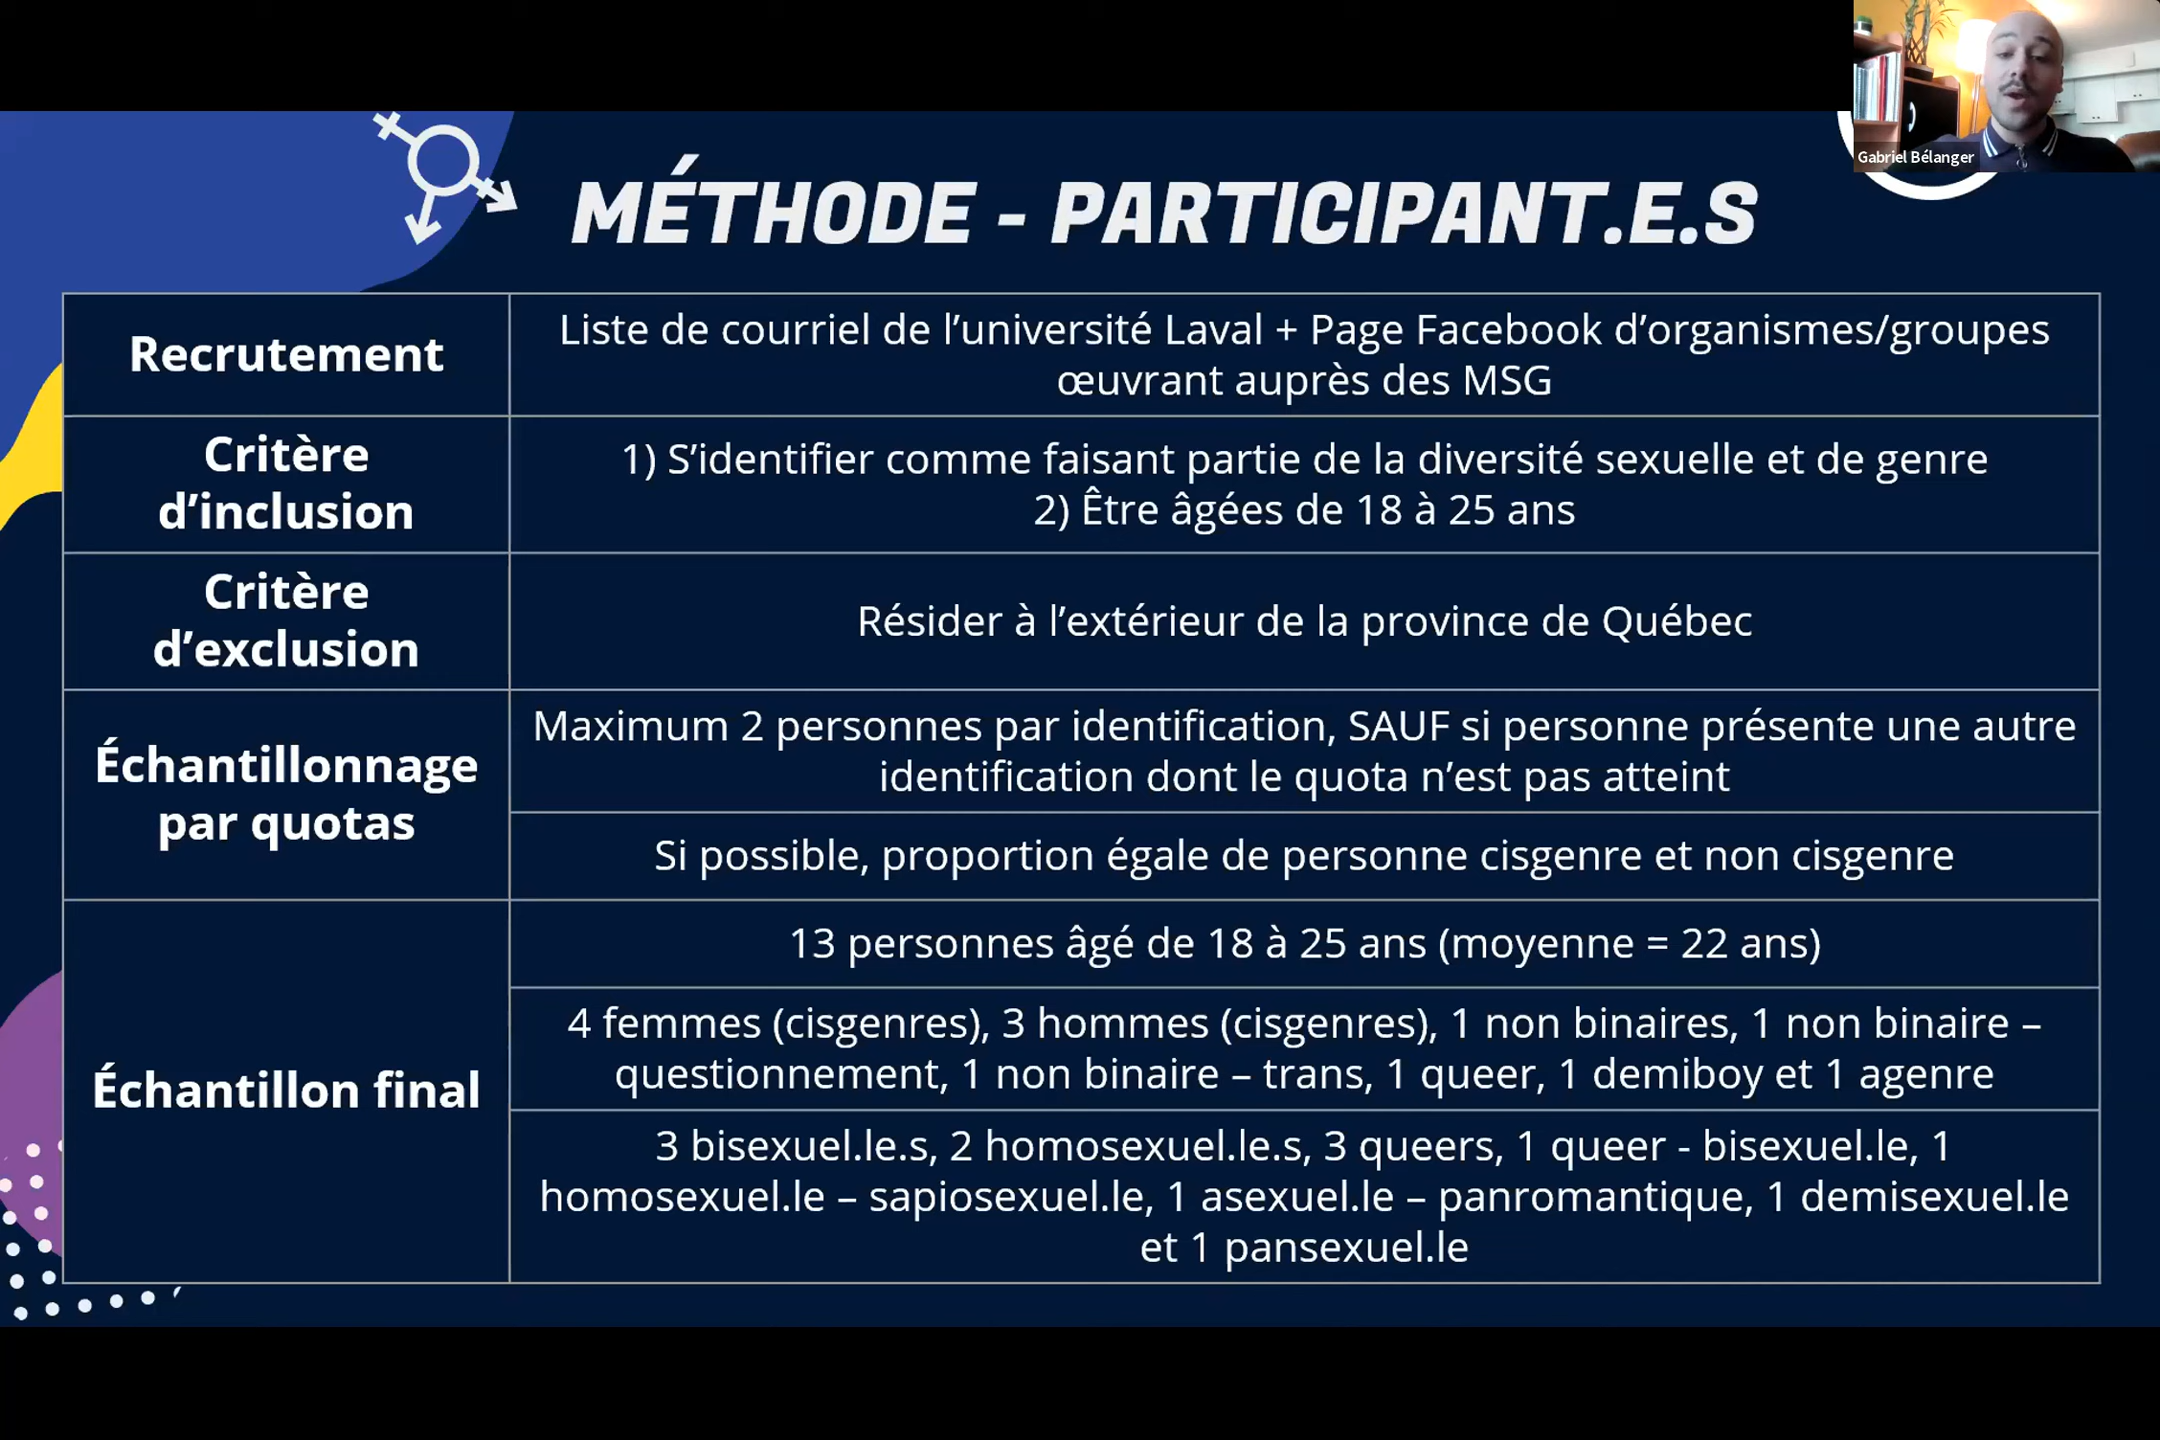 Gabriel Bélanger
MÉTHODE - PARTICIPANT.E.S
Recrutement
Liste de courriel de l’université Laval + Page Facebook d’organismes/groupes
œuvrant auprès des MSG
Critère
d’inclusion
1) S’identifier comme faisant partie de la diversité sexuelle et de genre
2) Être âgées de 18 à 25 ans
Critère
d’exclusion
Résider à l’extérieur de la province de Québec
Échantillonnage
par quotas
Maximum 2 personnes par identification, SAUF si personne présente une autre
identification dont le quota n’est pas atteint
Si possible, proportion égale de personne cisgenre et non cisgenre
Échantillon final
13 personnes âgé de 18 à 25 ans (moyenne = 22 ans)
4 femmes (cisgenres), 3 hommes (cisgenres), 1 non binaires, 1 non binaire –
questionnement, 1 non binaire – trans, 1 queer, 1 demiboy et 1 agenre
3 bisexuel.le.s, 2 homosexuel.le.s, 3 queers, 1 queer - bisexuel.le, 1
homosexuel.le – sapiosexuel.le, 1 asexuel.le – panromantique, 1 demisexuel.le
et 1 pansexuel.le